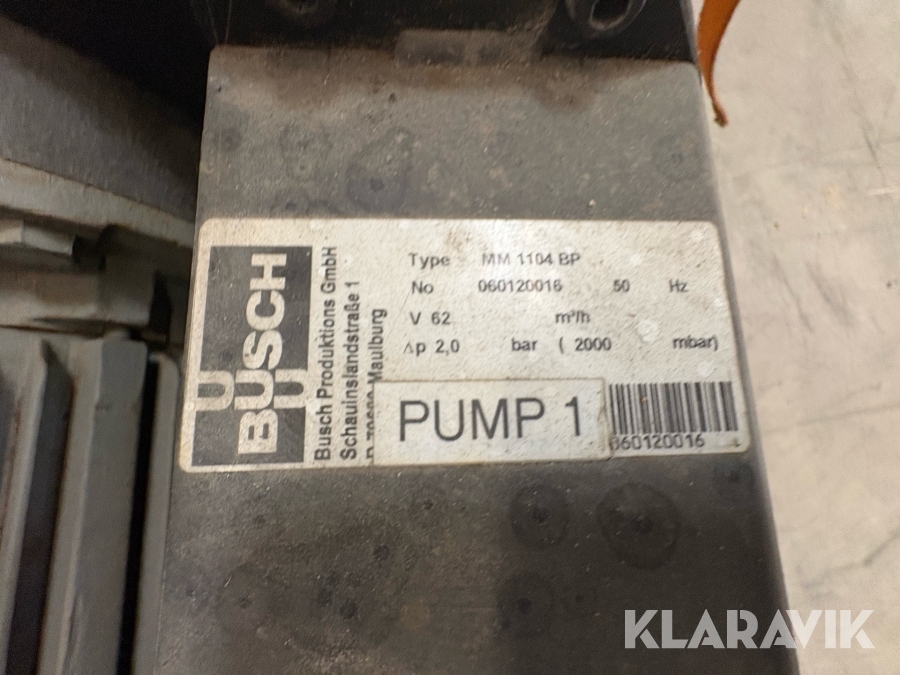 BUSCH
Busch Produktions GmbH
Schauinslandstraße 1
Maulburg
Type MM 1104 BP
No 060120016 50 Hz
V 62 m³/h
Δp 2,0 bar ( 2000 mbar)
PUMP 1
060120016
KLARAVIK